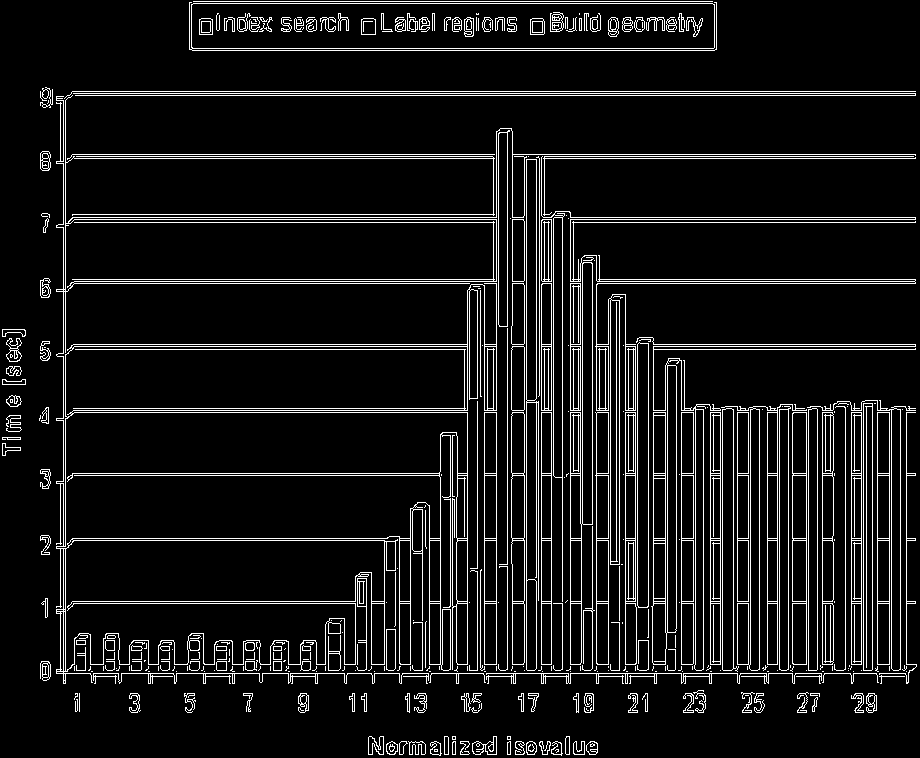 Index search Label regions Build geometry
9
8
7
6
5
4
3
2
1
0
Time [sec]
1 3 5 7 9 11 13 15 17 19 21 23 25 27 29
Normalized isovalue